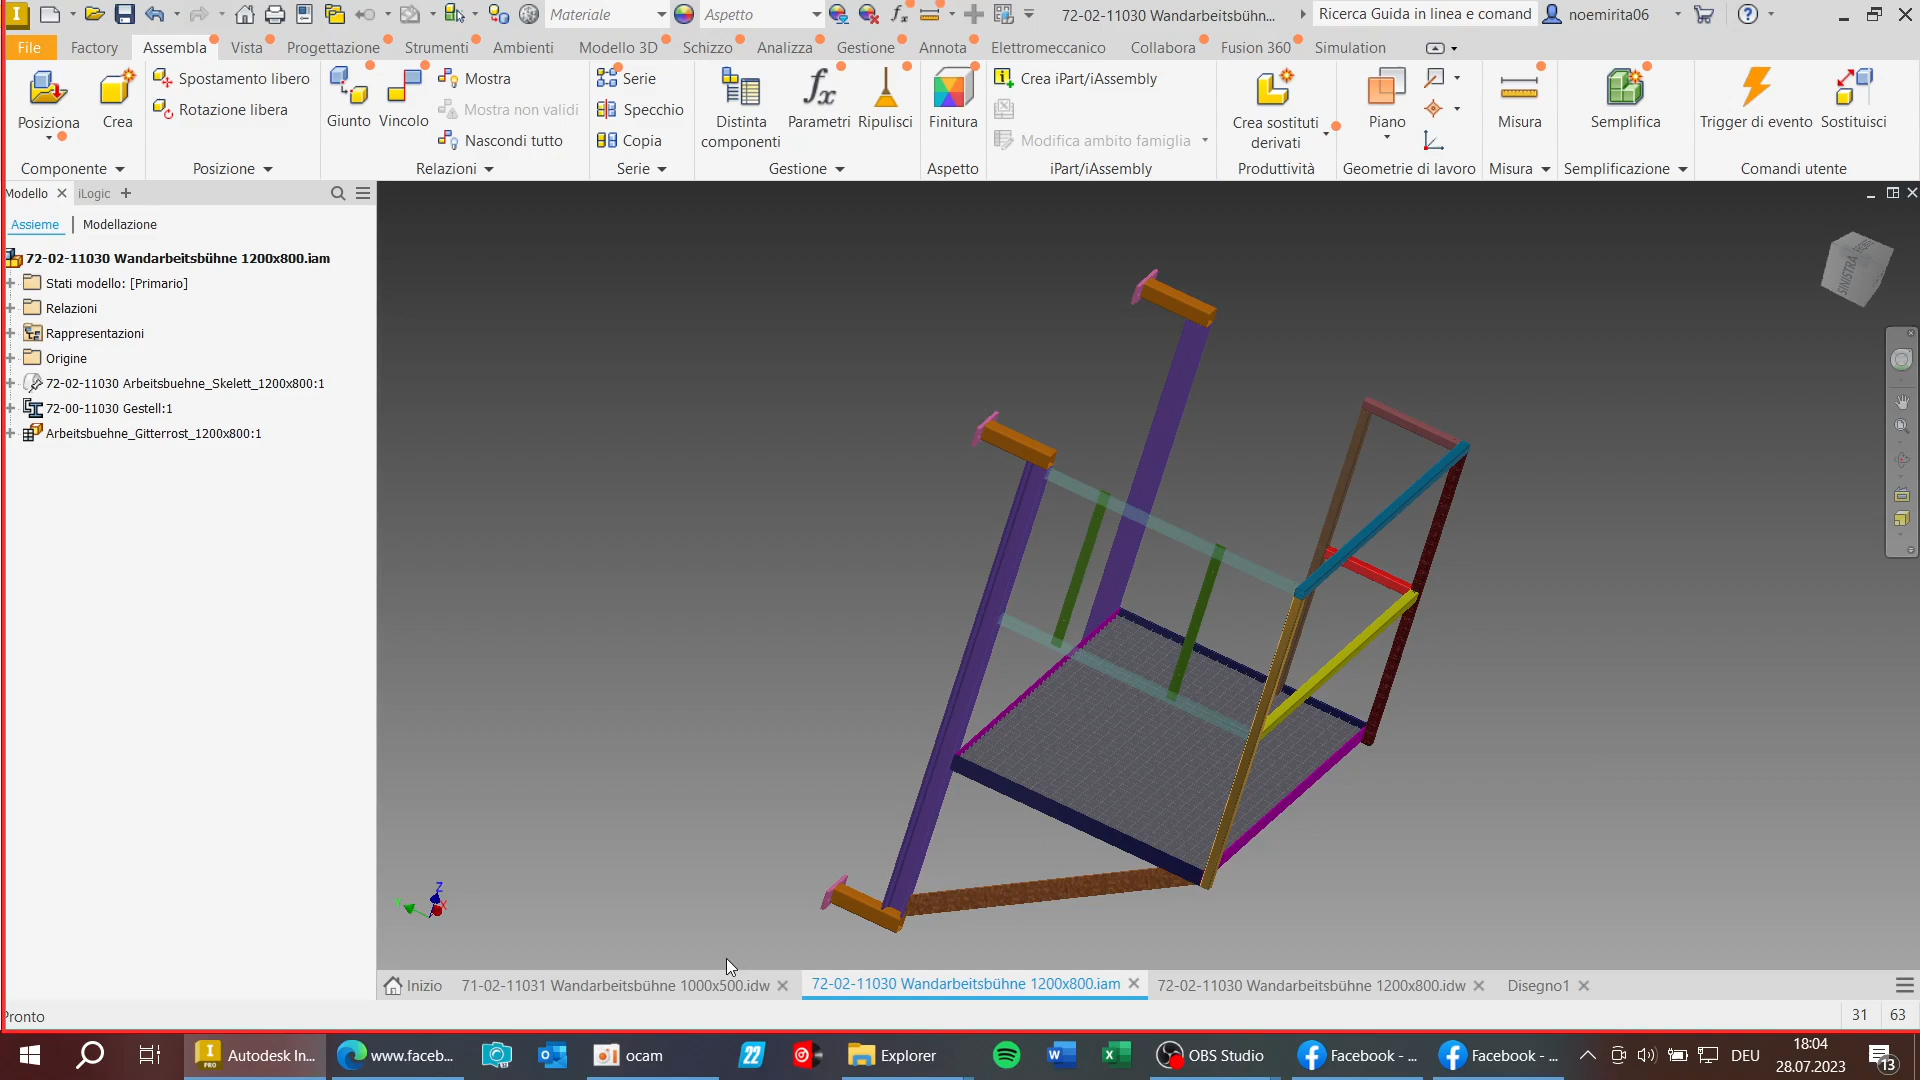 Materiale
Aspetto
72-02-11030 Wandarbeitsbühn...
Ricerca Guida in linea e comand
noemirita06
File
Factory
Assembla
Vista
Progettazione
Strumenti
Ambienti
Modello 3D
Schizzo
Analizza
Gestione
Annota
Elettromeccanico
Collabora
Fusion 360
Simulation
Posiziona
Crea
Spostamento libero
Rotazione libera
Giunto
Vincolo
Mostra
Mostra non validi
Nascondi tutto
Serie
Specchio
Copia
Distinta
componenti
Parametri
Ripulisci
Finitura
Crea iPart/iAssembly
Modifica ambito famiglia
Crea sostituti
derivati
Piano
Misura
Semplifica
Trigger di evento
Sostituisci
Componente
Posizione
Relazioni
Serie
Gestione
Aspetto
iPart/iAssembly
Produttività
Geometrie di lavoro
Misura
Semplificazione
Comandi utente
Modello
iLogic
Assieme
Modellazione
72-02-11030 Wandarbeitsbühne 1200x800.iam
Stati modello: [Primario]
Relazioni
Rappresentazioni
Origine
72-02-11030 Arbeitsbuehne_Skelett_1200x800:1
72-00-11030 Gestell:1
Arbeitsbuehne_Gitterrost_1200x800:1
SINISTRA
Z
Inizio
71-02-11031 Wandarbeitsbühne 1000x500.idw
72-02-11030 Wandarbeitsbühne 1200x800.iam
72-02-11030 Wandarbeitsbühne 1200x800.idw
Disegno1
Pronto
31
63
Autodesk In...
www.faceb...
ocam
22
Explorer
OBS Studio
Facebook - ...
Facebook - ...
DEU
18:04
28.07.2023
13